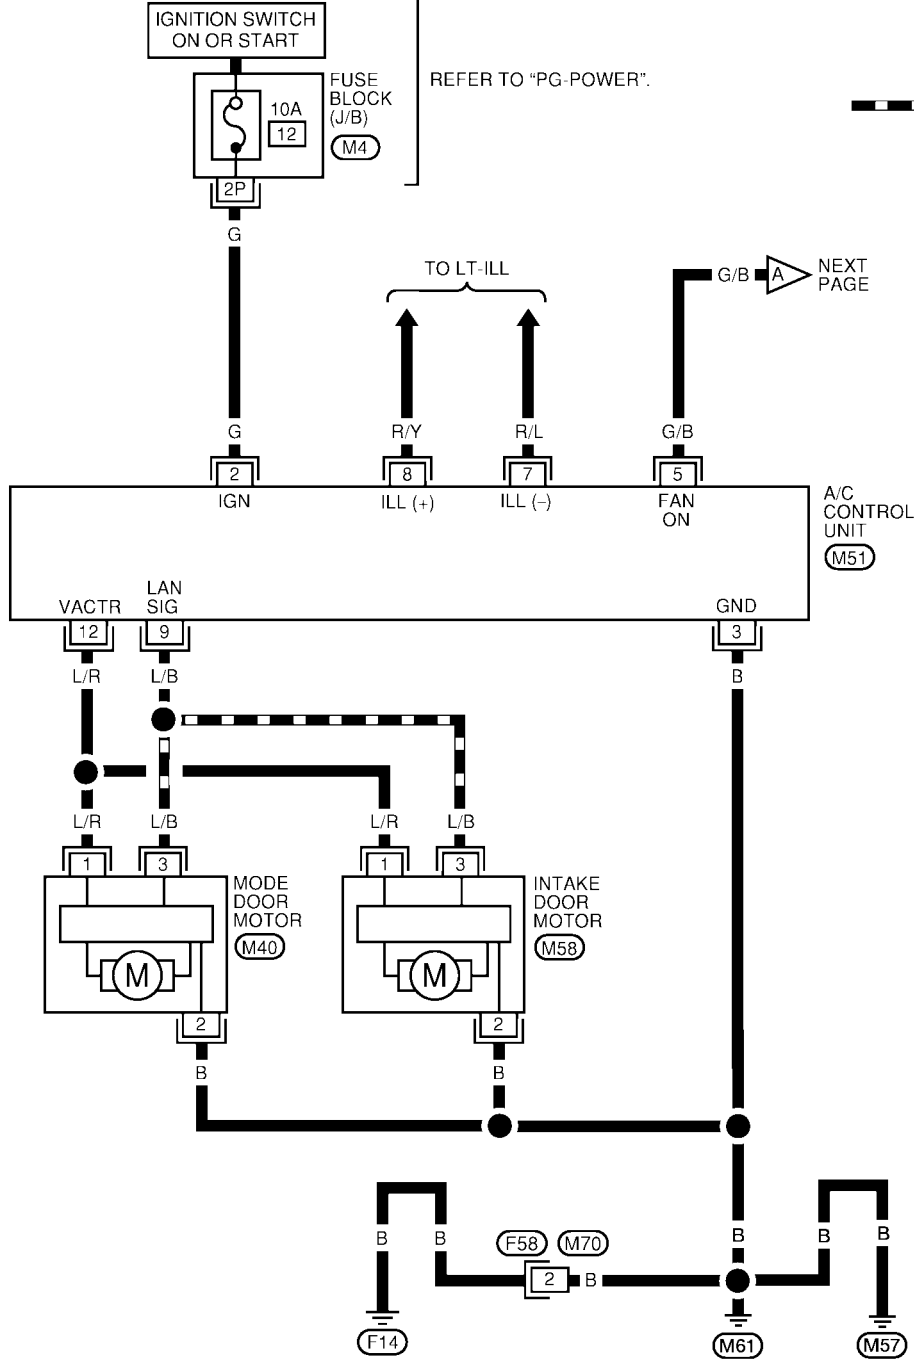 IGNITION SWITCH
ON OR START
FUSE
BLOCK
(J/B)
M4
10A
12
2P
REFER TO “PG-POWER”.
G
TO LT-ILL
G/B
A
NEXT
PAGE
G
R/Y
R/L
G/B
2
8
7
5
IGN
ILL (+)
ILL (−)
FAN
ON
A/C
CONTROL
UNIT
M51
VACTR
LAN
SIG
GND
12
9
3
L/R
L/B
B
L/R
L/B
L/R
L/B
1
3
1
3
MODE
DOOR
MOTOR
M40
INTAKE
DOOR
MOTOR
M58
M
M
2
2
B
B
B
B
B
B
B
F58
M70
2
B
F14
M61
M57